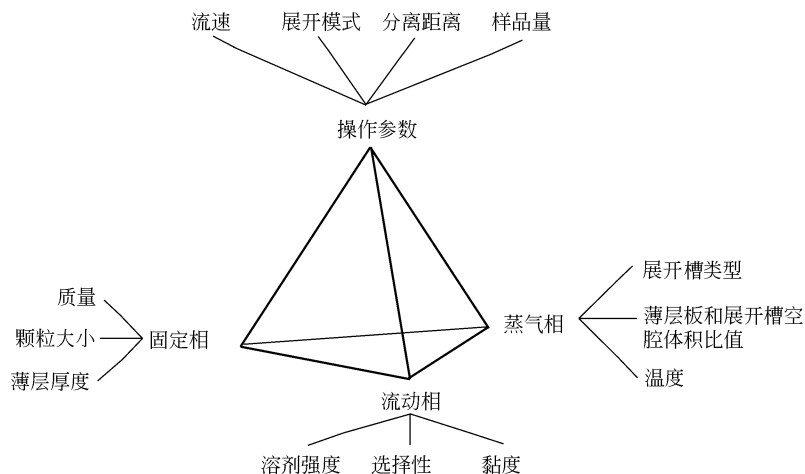 流速 展开模式 分离距离 样品量
操作参数
展开槽类型
质量
蒸气相
薄层板和展开槽空
腔体积比值
颗粒大小 固定相
温度
薄层厚度
流动相
溶剂强度 选择性 黏度